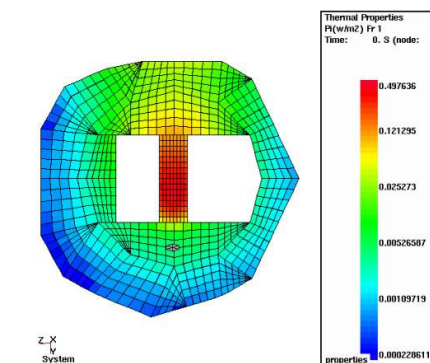 Thermal Properties
Pi(w/m2) Fr 1
Time: 0. S (node:
0.497636
0.121295
0.025273
0.00526587
0.00109719
0.000228611
properties
Z X
Y
System